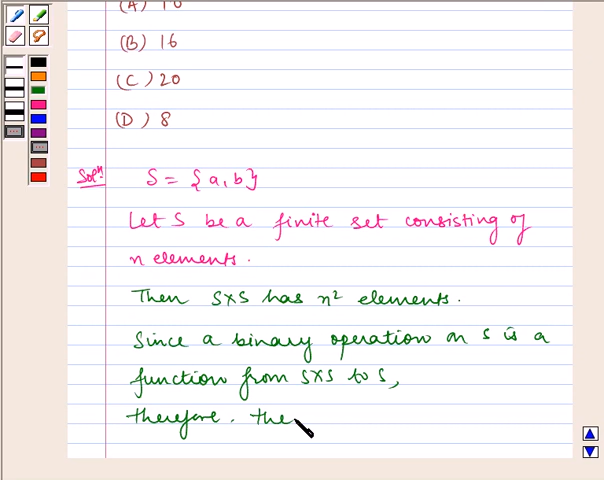 (A) 10
(B) 16
(C) 20
(D) 8
Solⁿ S = {a, b}
Let S be a finite set consisting of
n elements.
Then S×S has n² elements.
Since a binary operation on S is a
function from S×S to S,
therefore. the